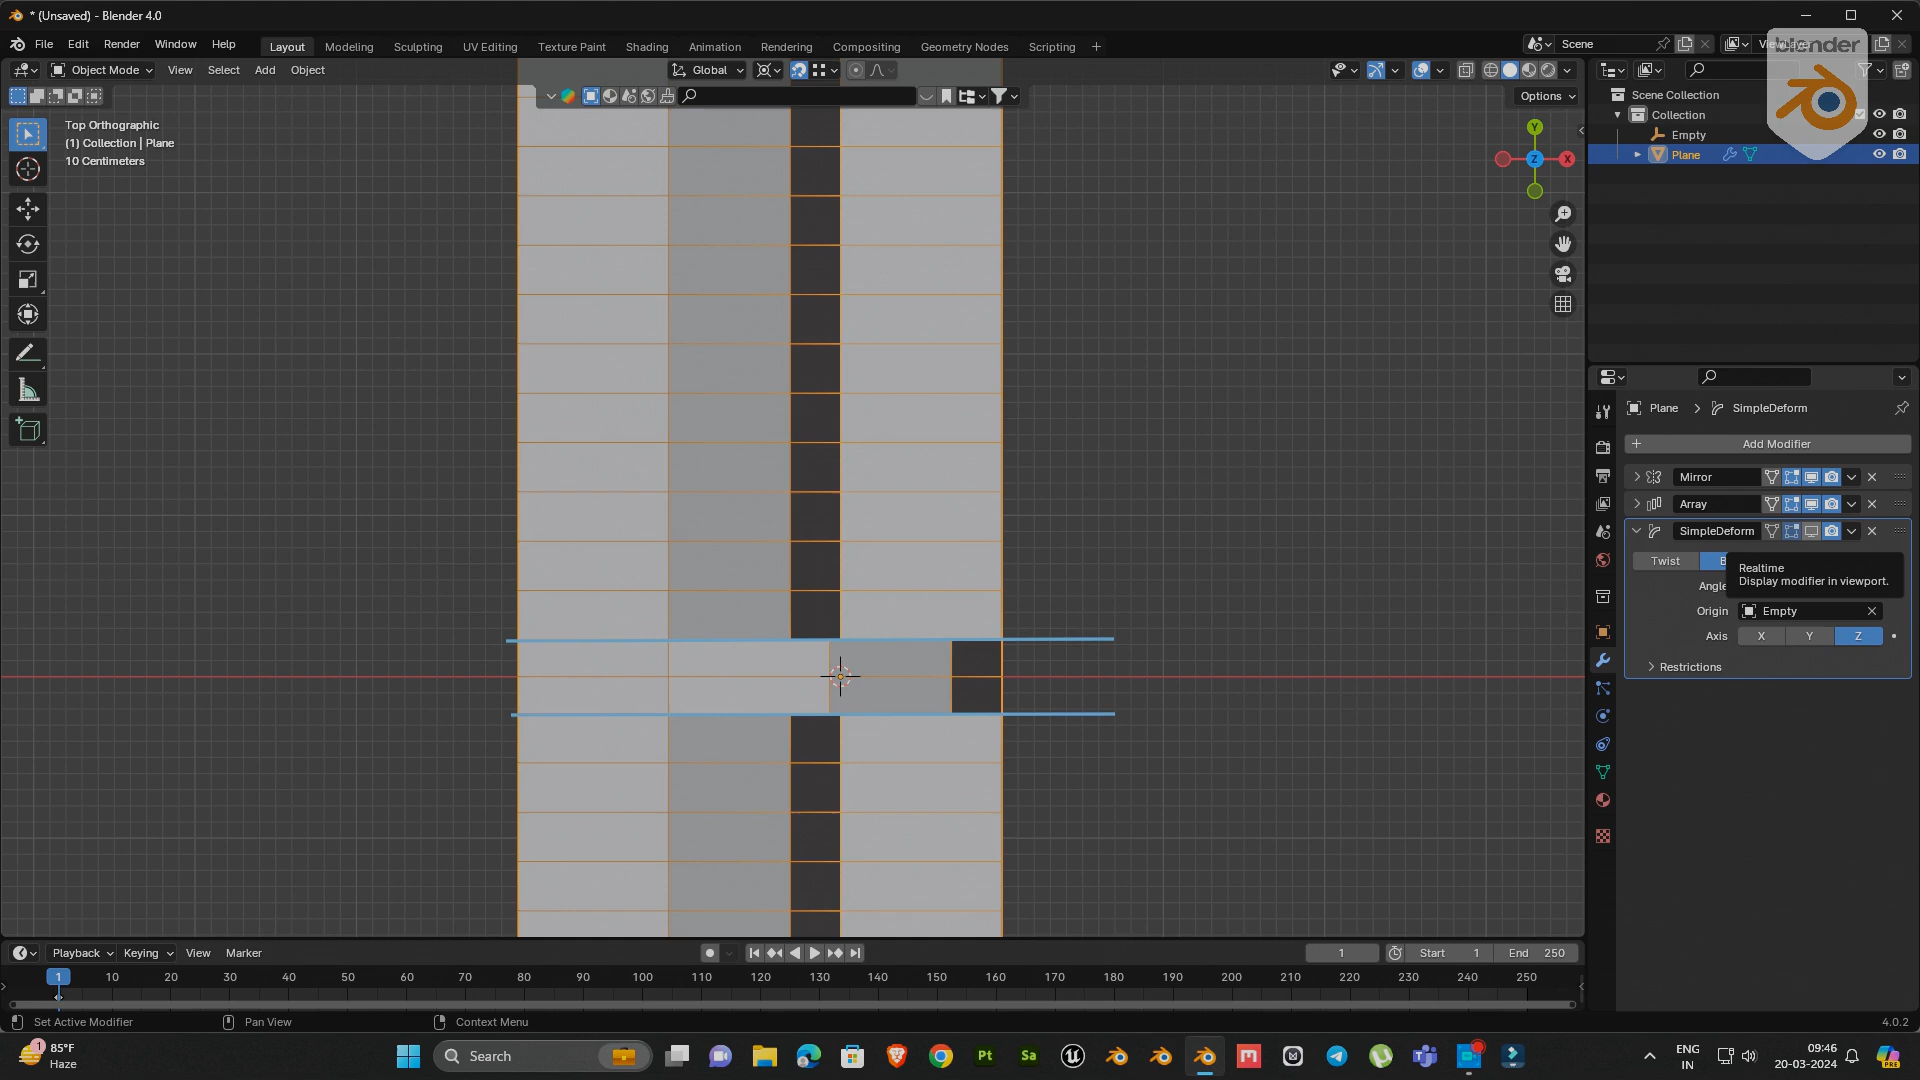 * (Unsaved) - Blender 4.0
File Edit Render Window Help
Layout Modeling Sculpting UV Editing Texture Paint Shading Animation Rendering Compositing Geometry Nodes Scripting +
Scene
blender
Object Mode View Select Add Object
Global
Options
Top Orthographic
(1) Collection | Plane
10 Centimeters
Y
Z
X
Scene Collection
Collection
Empty
Plane
Plane > SimpleDeform
+ Add Modifier
Mirror
Array
SimpleDeform
Twist B
Realtime
Display modifier in viewport.
Angle
Origin Empty
Axis X Y Z
Restrictions
Playback Keying View Marker
1 Start 1 End 250
1 10 20 30 40 50 60 70 80 90 100 110 120 130 140 150 160 170 180 190 200 210 220 230 240 250
Set Active Modifier Pan View Context Menu
4.0.2
1
85°F
Haze
Search
Pt
Sa
ENG
IN
09:46
20-03-2024
PRE